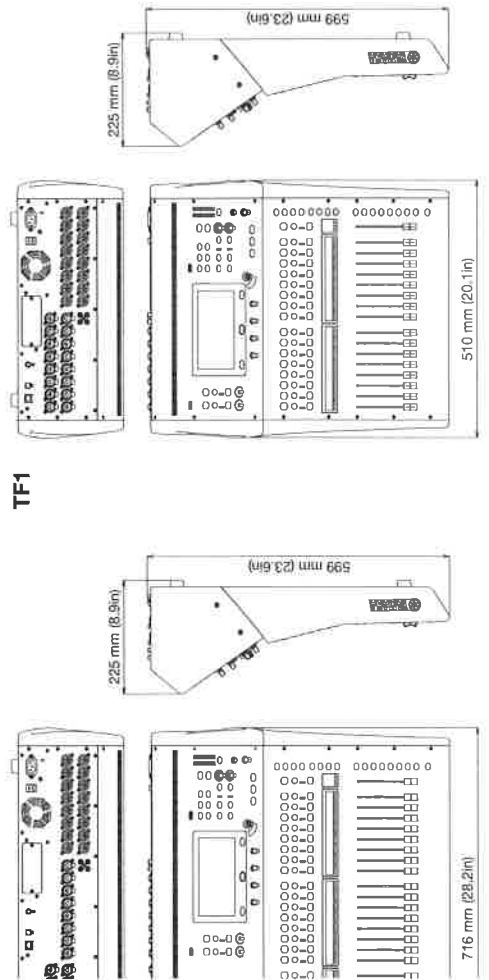 225 mm (8.9in)
599 mm (23.6in)
510 mm (20.1in)
TF1
225 mm (8.9in)
599 mm (23.6in)
716 mm (28.2in)